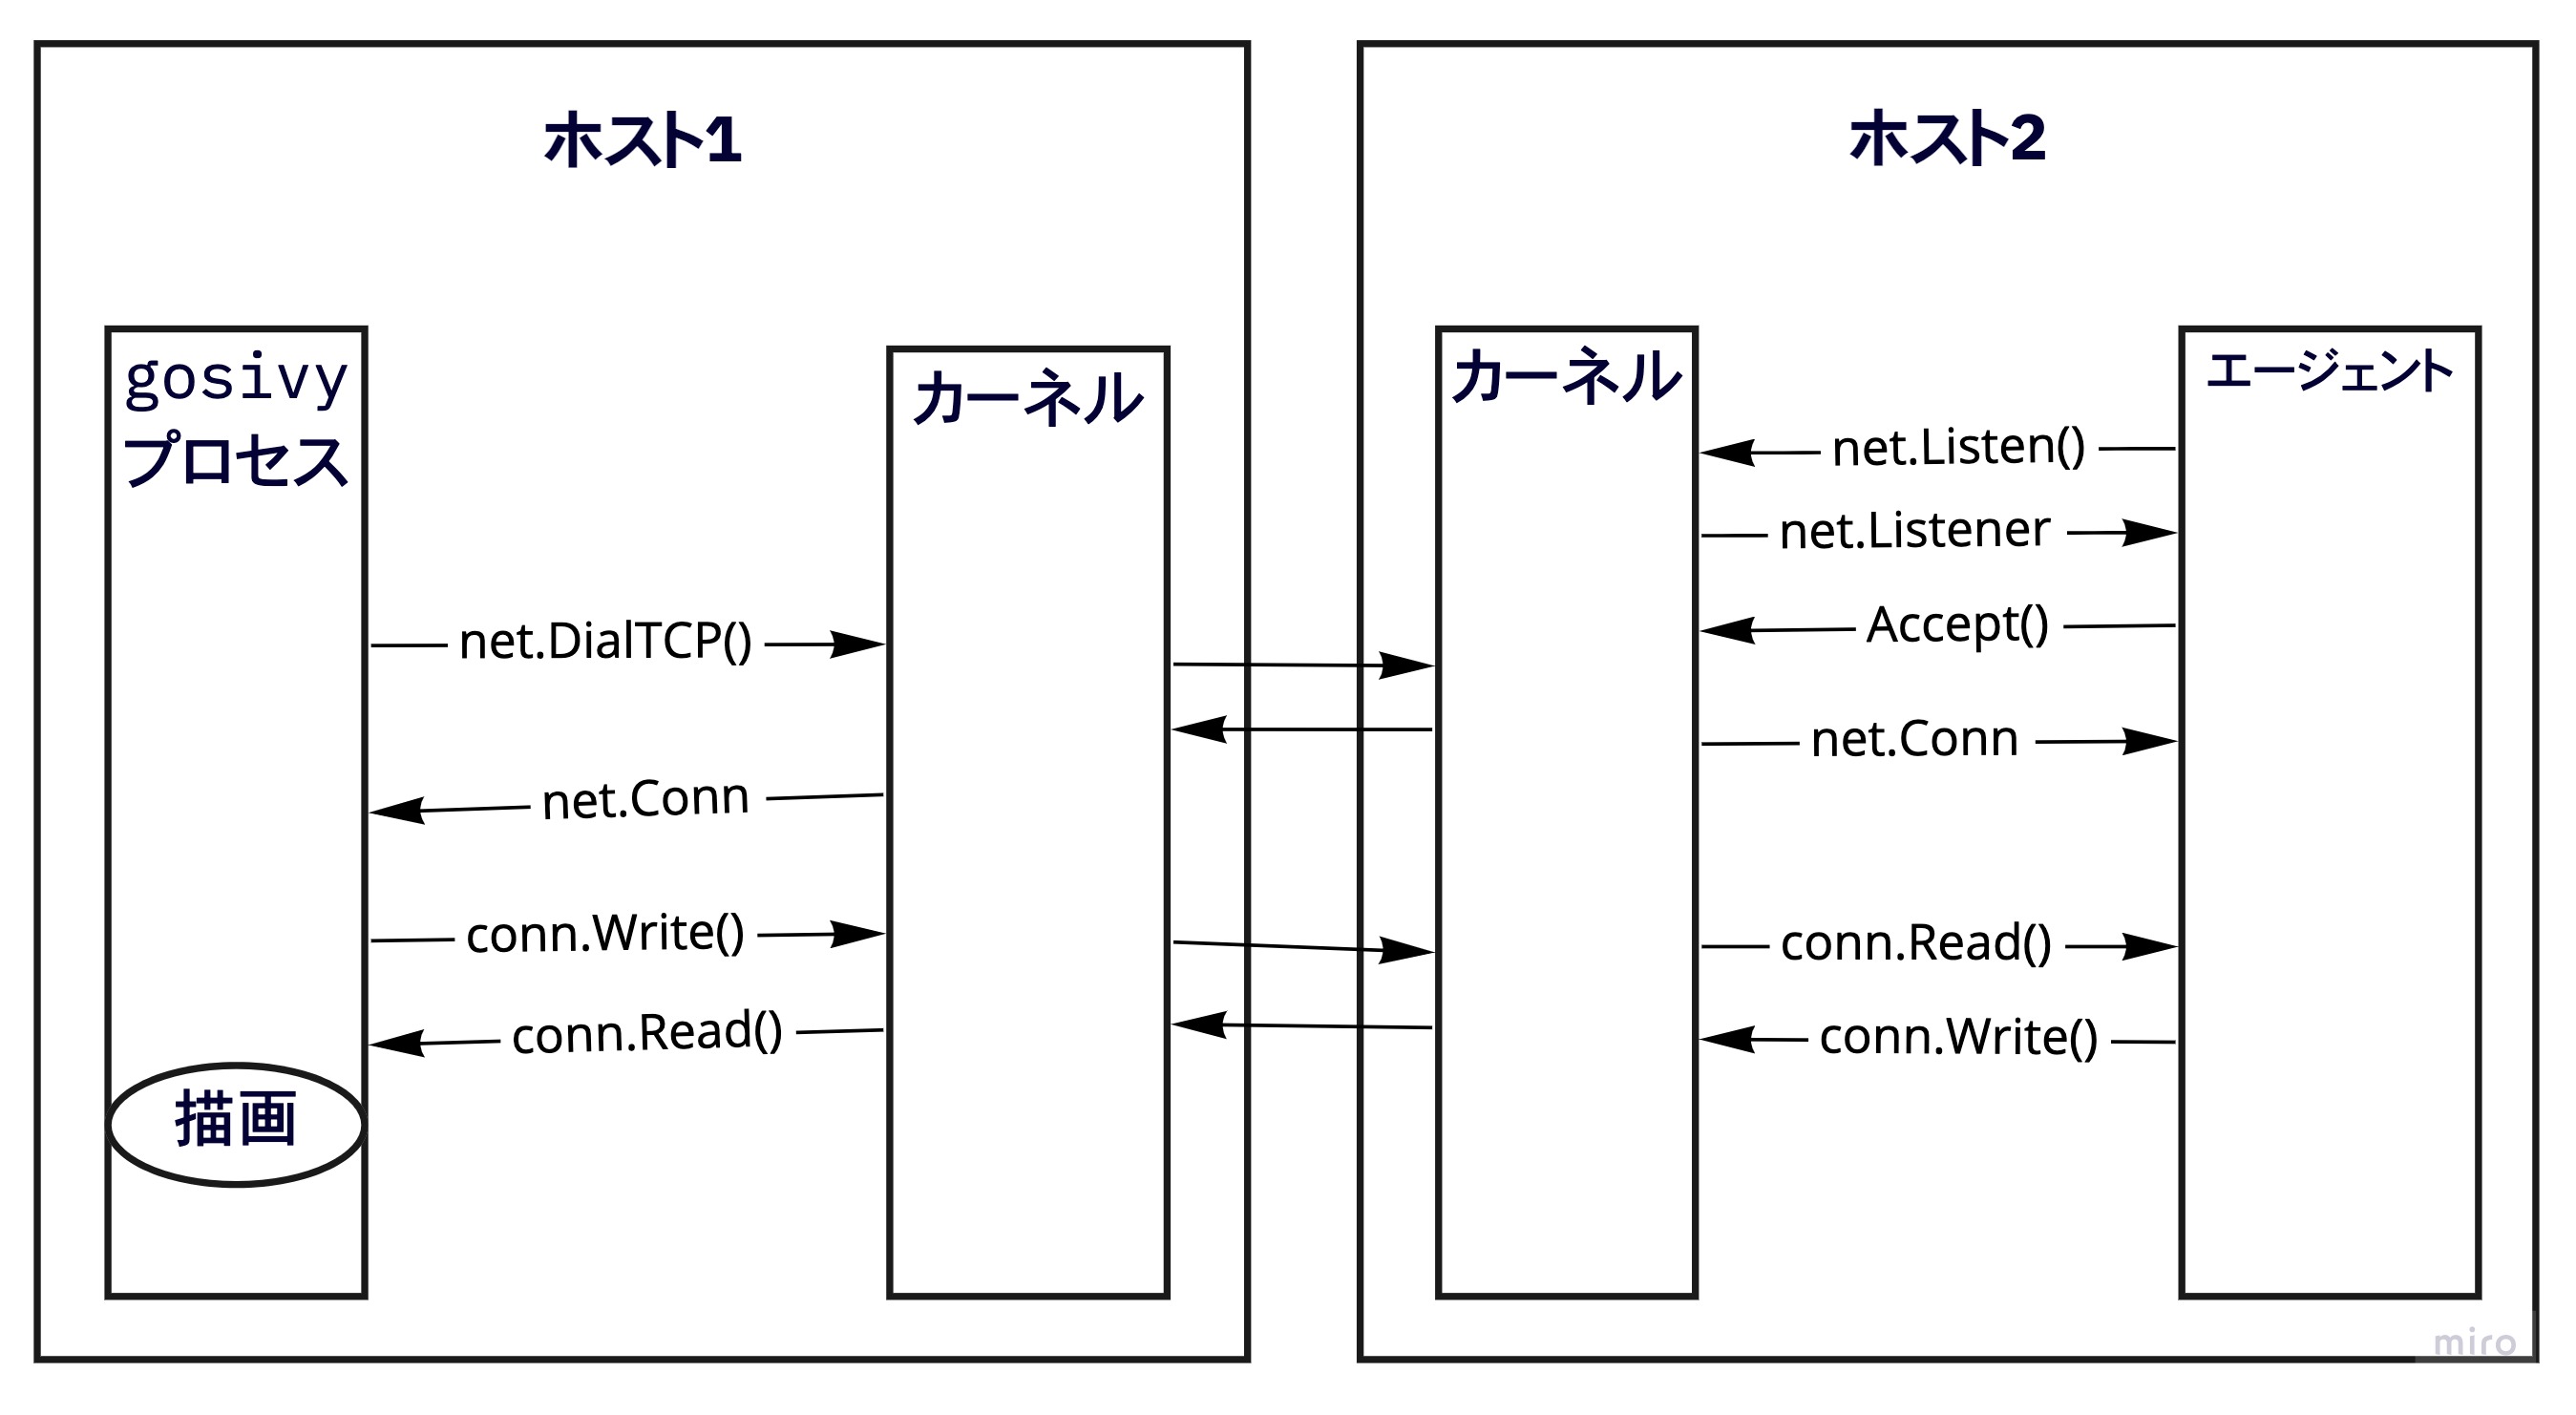 ホスト1
gosivy
プロセス
カーネル
net.DialTCP()
net.Conn
conn.Write()
conn.Read()
描画
ホスト2
カーネル
エージェント
net.Listen()
net.Listener
Accept()
net.Conn
conn.Read()
conn.Write()
miro